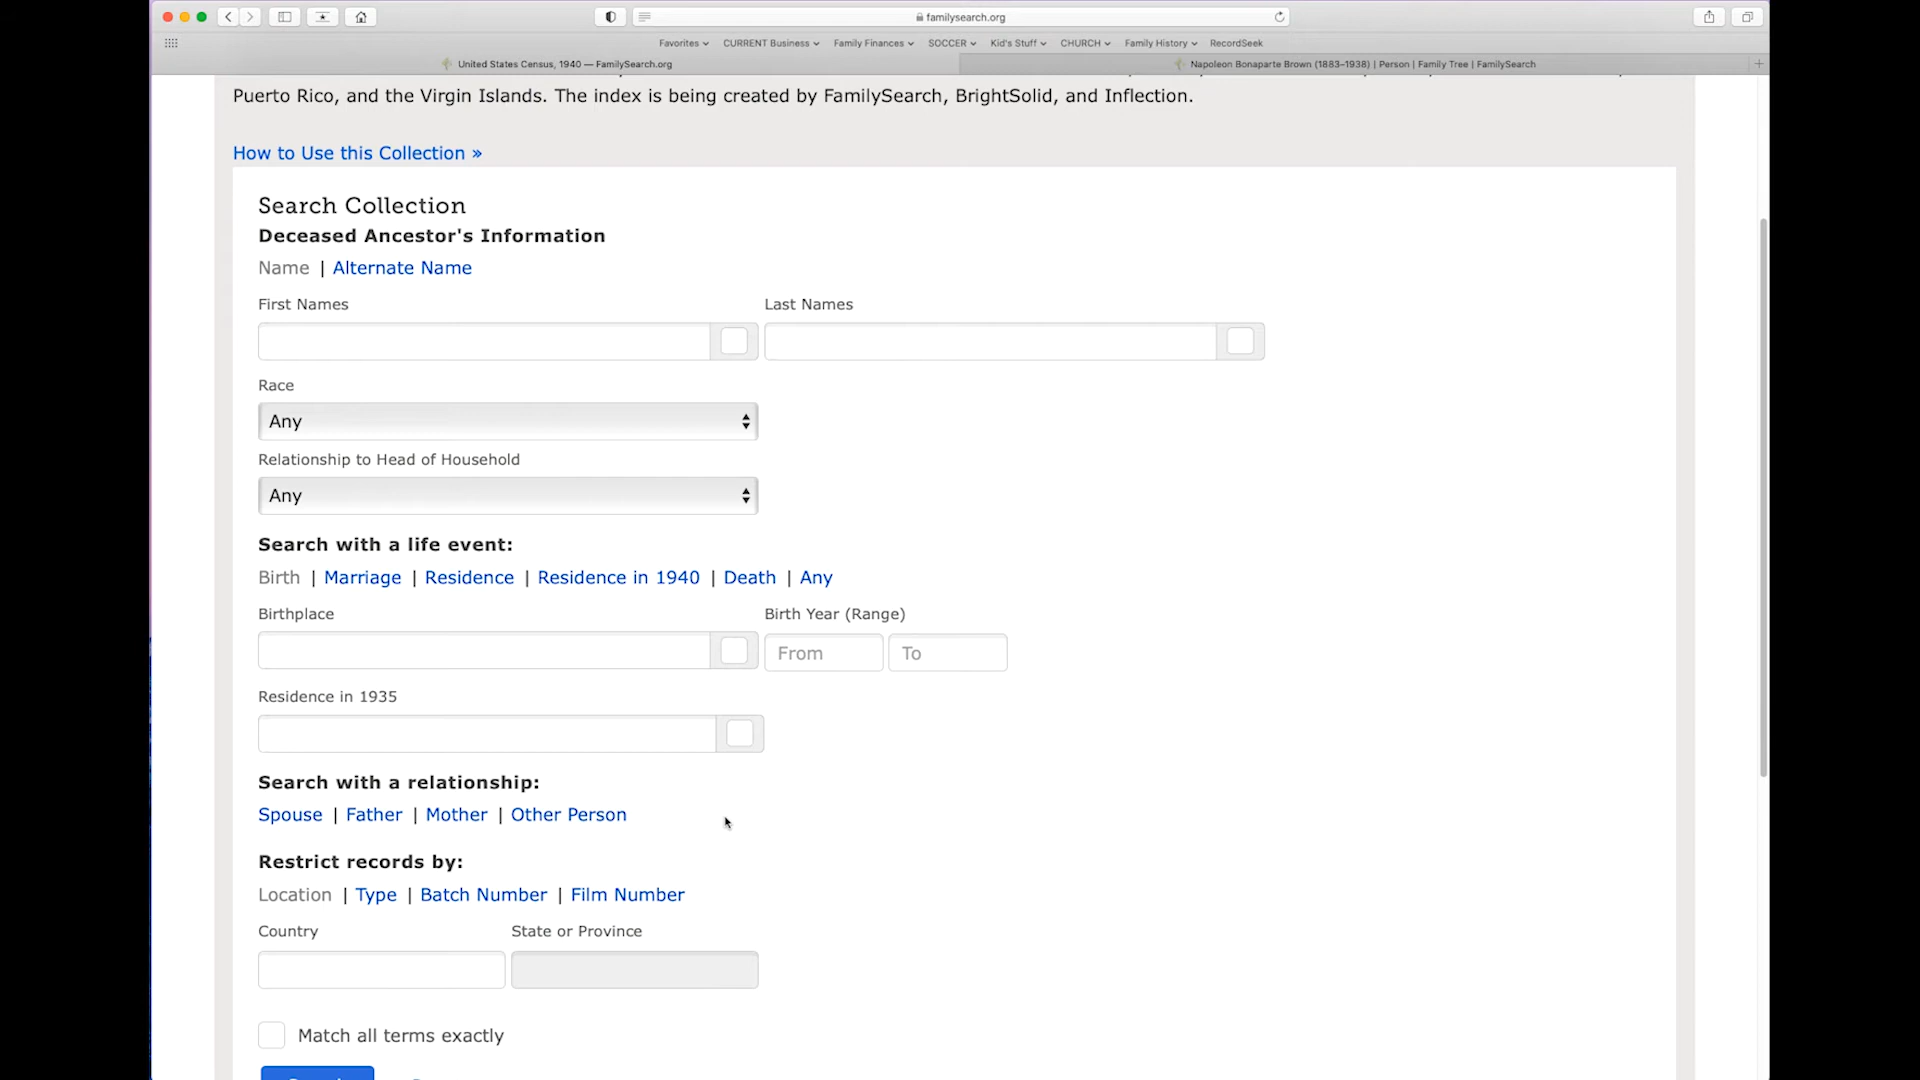 familysearch.org
Favorites CURRENT Business Family Finances SOCCER Kid's Stuff CHURCH Family History RecordSeek
United States Census, 1940 — FamilySearch.org
Napoleon Bonaparte Brown (1883–1938) | Person | Family Tree | FamilySearch
Puerto Rico, and the Virgin Islands. The index is being created by FamilySearch, BrightSolid, and Inflection.
How to Use this Collection »
Search Collection
Deceased Ancestor's Information
Name | Alternate Name
First Names Last Names
Race
Any
Relationship to Head of Household
Any
Search with a life event:
Birth | Marriage | Residence | Residence in 1940 | Death | Any
Birthplace Birth Year (Range)
From To
Residence in 1935
Search with a relationship:
Spouse | Father | Mother | Other Person
Restrict records by:
Location | Type | Batch Number | Film Number
Country State or Province
Match all terms exactly